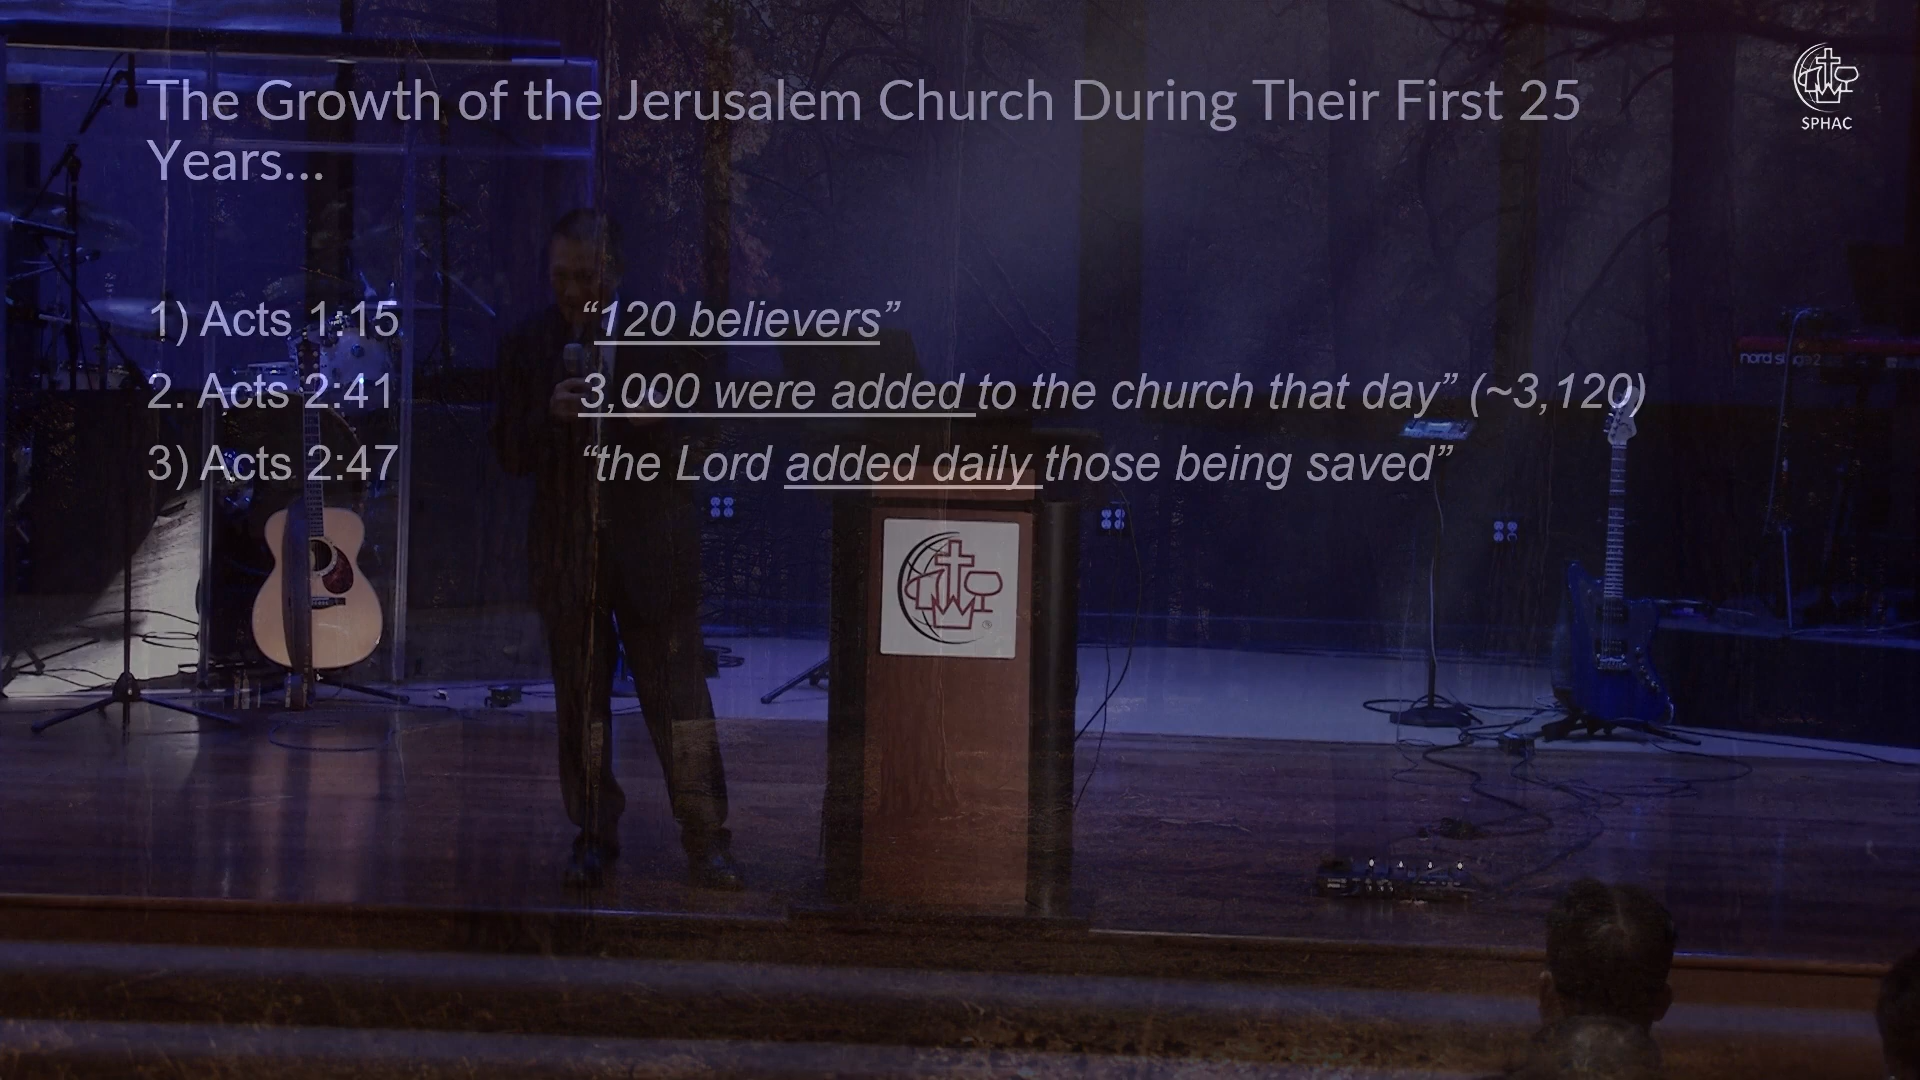 The Growth of the Jerusalem Church During Their First 25
Years...
SPHAC
1) Acts 1:15 “120 believers”
2. Acts 2:41 3,000 were added to the church that day” (~3,120)
3) Acts 2:47 “the Lord added daily those being saved”